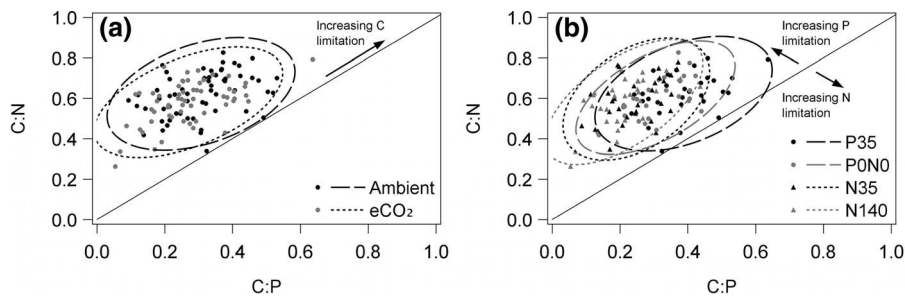 (a)
Increasing C
limitation
C:N
1.0
0.8
0.6
0.4
0.2
0.0
Ambient
eCO₂
0.0 0.2 0.4 0.6 0.8 1.0
C:P
(b)
Increasing P
limitation
Increasing N
limitation
C:N
1.0
0.8
0.6
0.4
0.2
0.0
P35
P0N0
N35
N140
0.0 0.2 0.4 0.6 0.8 1.0
C:P